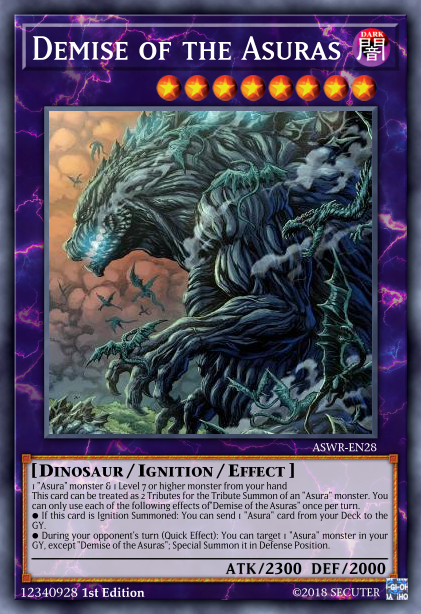 DEMISE OF THE ASURAS
DARK
闇
ASWR-EN28
[DINOSAUR / IGNITION / EFFECT ]
1 "Asura" monster & 1 Level 7 or higher monster from your hand
This card can be treated as 2 Tributes for the Tribute Summon of an "Asura" monster. You
can only use each of the following effects of"Demise of the Asuras" once per turn.
● If this card is Ignition Summoned: You can send 1 "Asura" card from your Deck to the
GY.
● During your opponent's turn (Quick Effect): You can target 1 "Asura" monster in your
GY, except "Demise of the Asuras"; Special Summon it in Defense Position.
ATK/2300 DEF/2000
12340928 1st Edition
©2018 SECUTER